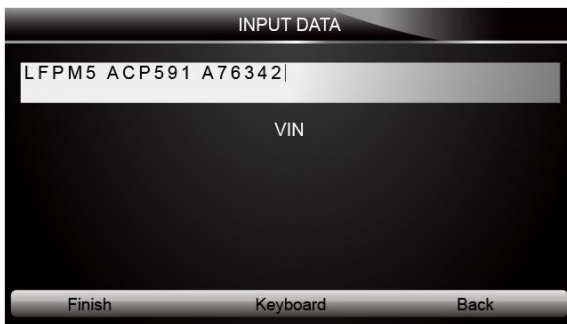 INPUT DATA
LFPM5 ACP591 A76342
VIN
Finish Keyboard Back